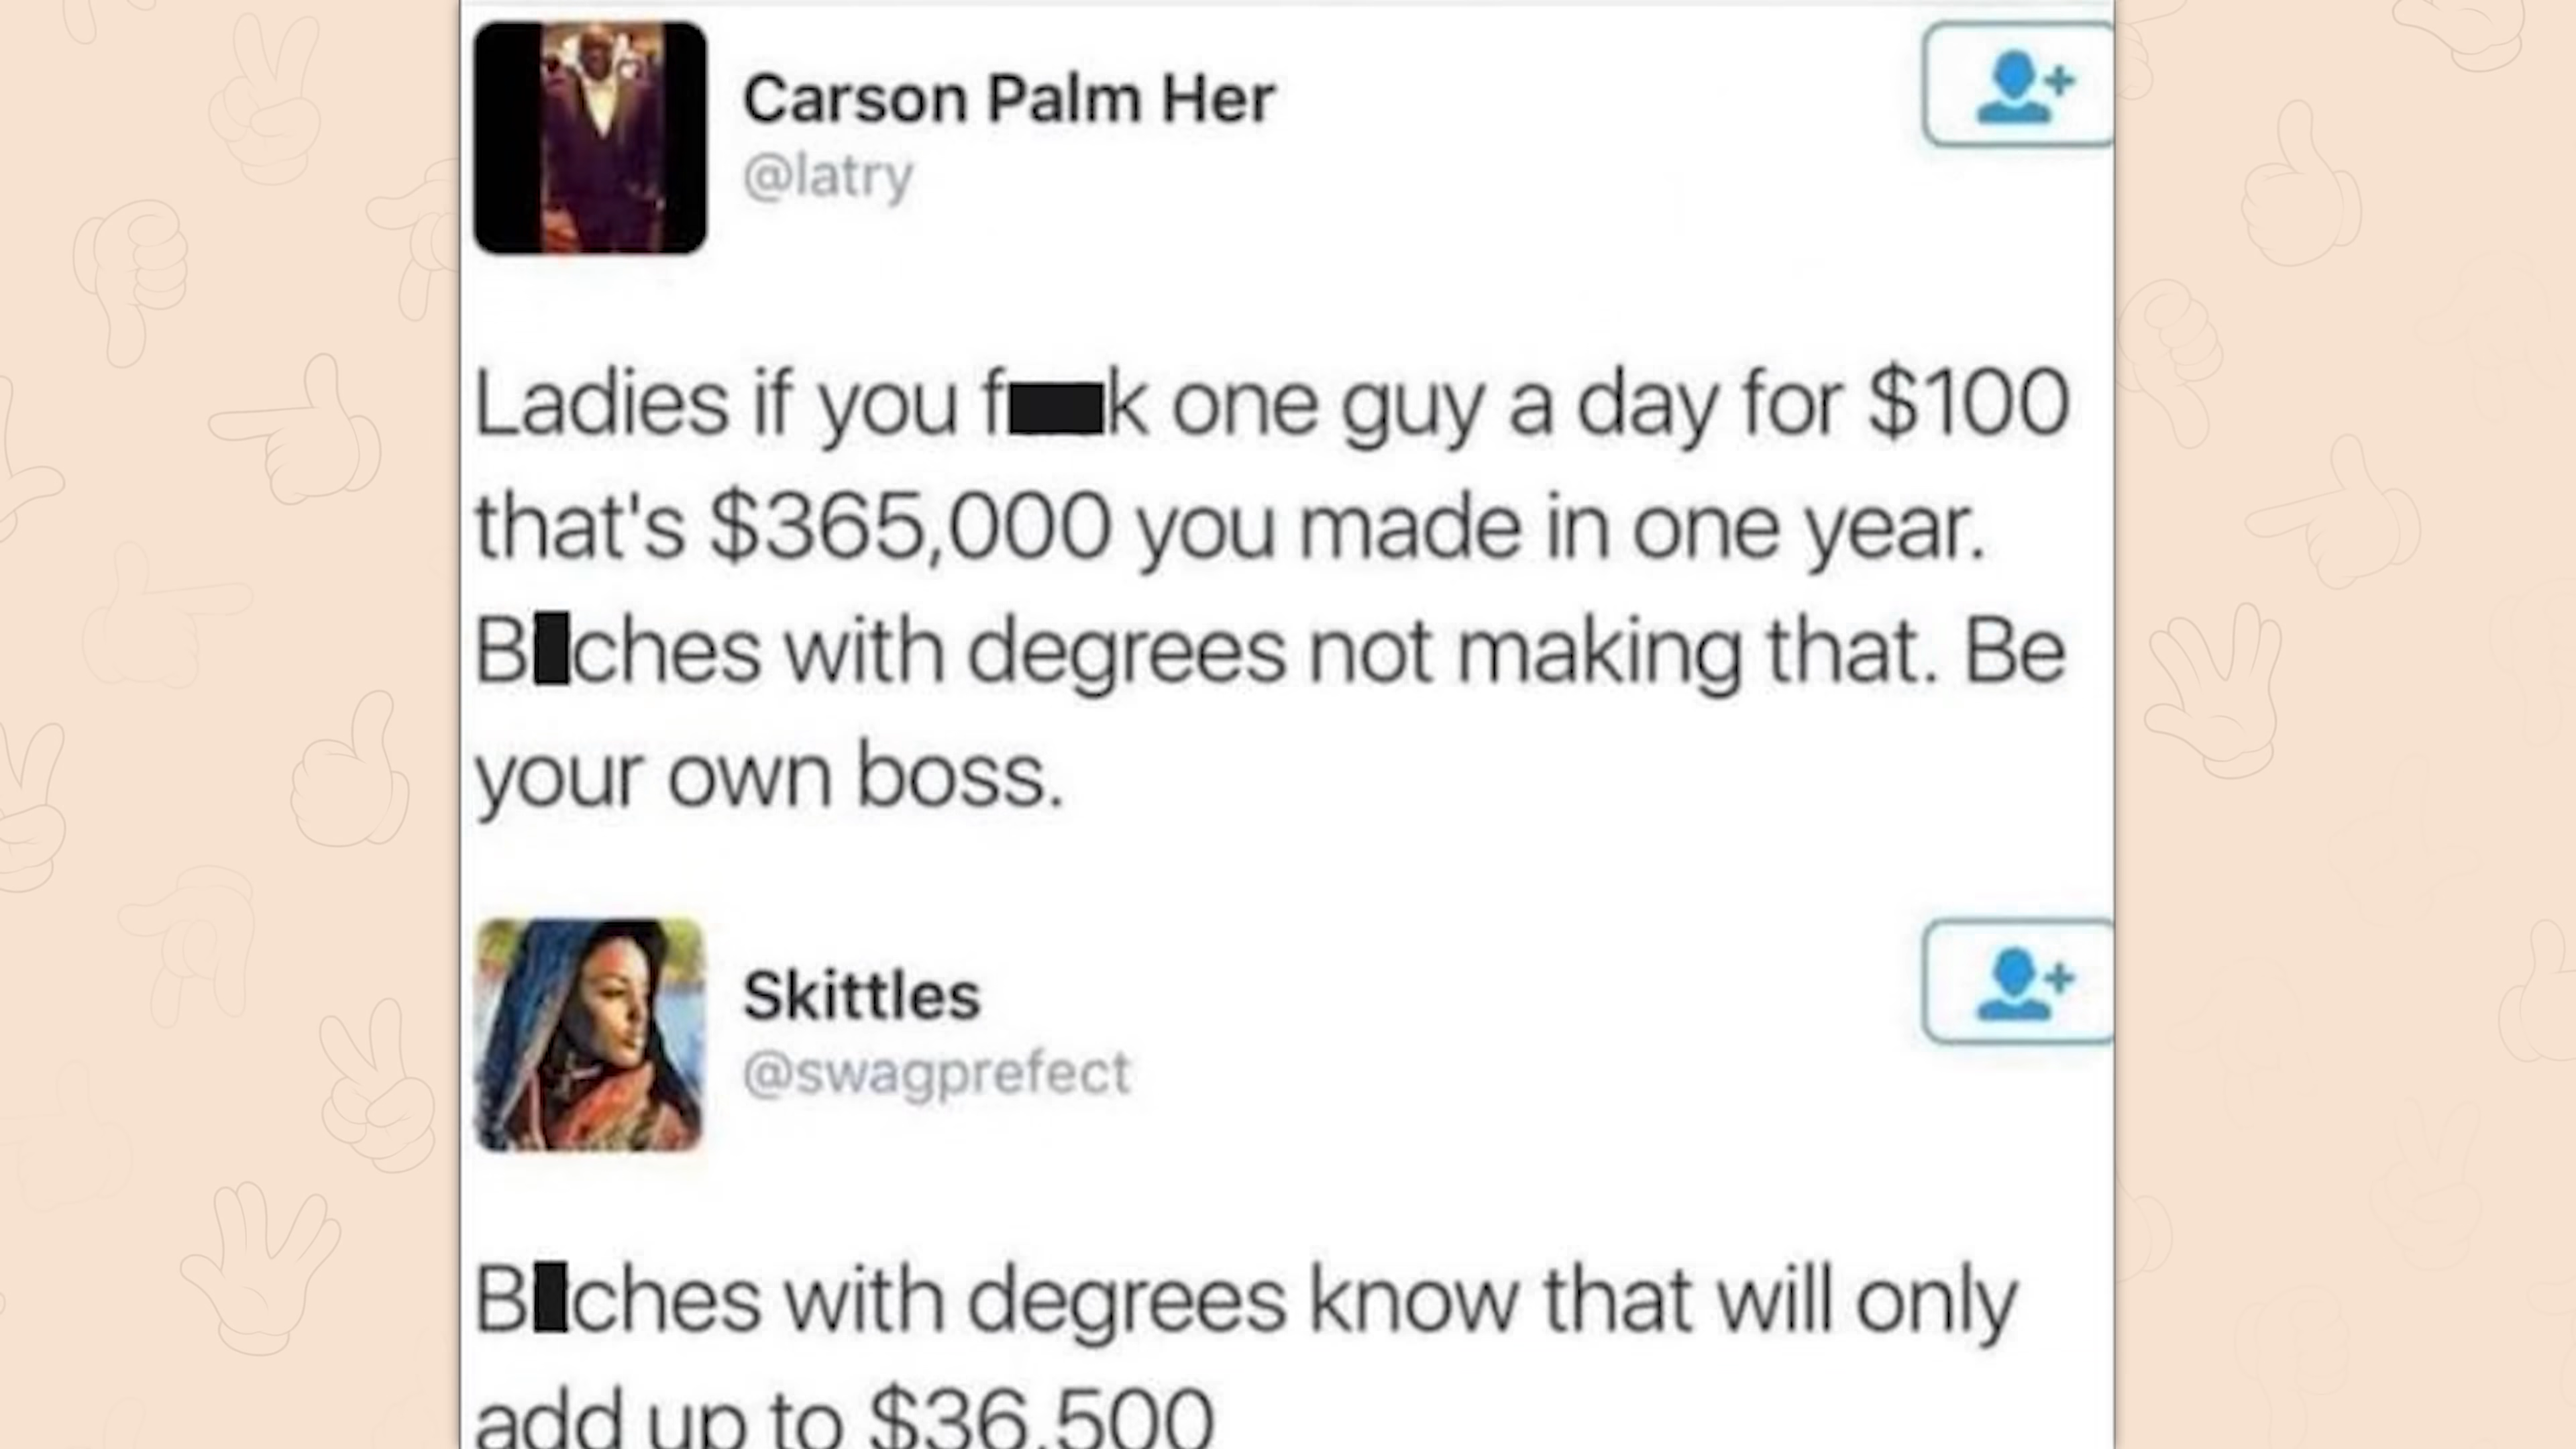 Carson Palm Her
@latry
Ladies if you f■k one guy a day for $100
that's $365,000 you made in one year.
B■ches with degrees not making that. Be
your own boss.
Skittles
@swagprefect
B■ches with degrees know that will only
add up to $36,500